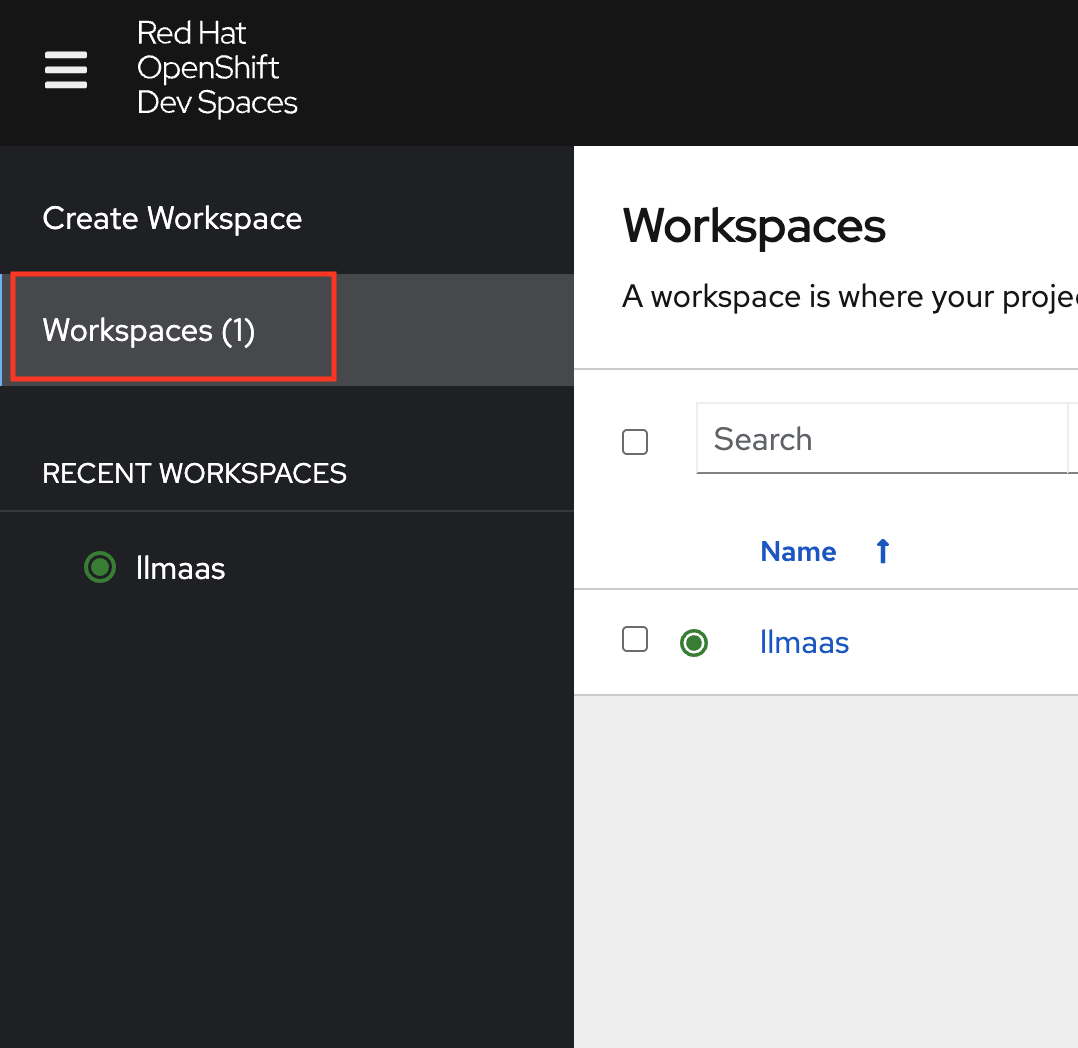 Red Hat
OpenShift
Dev Spaces
Create Workspace
Workspaces (1)
RECENT WORKSPACES
llmaas
Workspaces
A workspace is where your proje
Search
Name
llmaas